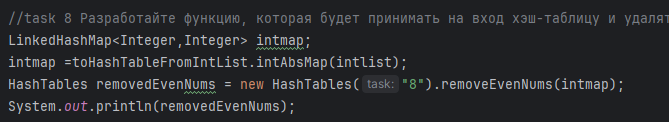 //task 8 Разработайте функцию, которая будет принимать на вход хэш-таблицу и удалят
LinkedHashMap<Integer,Integer> intmap;
intmap =toHashTableFromIntList.intAbsMap(intlist);
HashTables removedEvenNums = new HashTables( task: "8").removeEvenNums(intmap);
System.out.println(removedEvenNums);